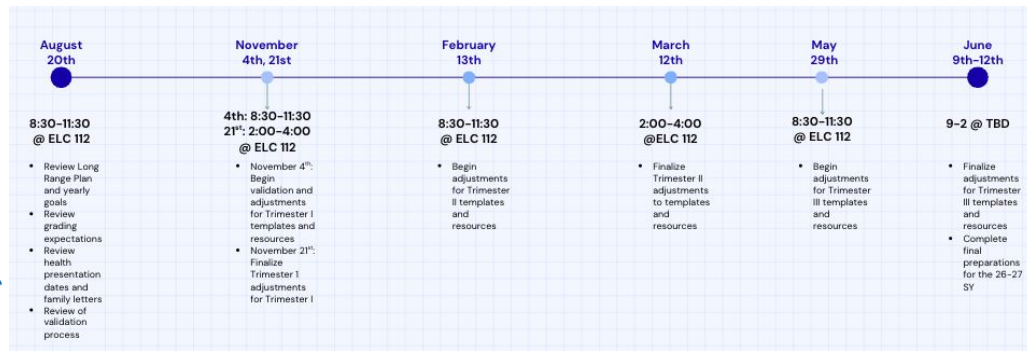 August
20th
8:30-11:30
@ ELC 112
• Review Long
Range Plan
and yearly
goals
• Review
grading
expectations
• Review
health
presentation
dates and
family letters
• Review of
validation
process
November
4th, 21st
4th: 8:30-11:30
21st: 2:00-4:00
@ ELC 112
• November 4th:
Begin
validation and
adjustments
for Trimester I
templates and
resources
• November 21st:
Finalize
Trimester 1
adjustments
for Trimester I
February
13th
8:30-11:30
@ ELC 112
• Begin
adjustments
for Trimester
II templates
and
resources
March
12th
2:00-4:00
@ELC 112
• Finalize
Trimester II
adjustments
to templates
and
resources
May
29th
8:30-11:30
@ ELC 112
• Begin
adjustments
for Trimester
III templates
and
resources
June
9th-12th
9-2 @ TBD
• Finalize
adjustments
for Trimester
III templates
and
resources
• Complete
final
preparations
for the 26-27
SY